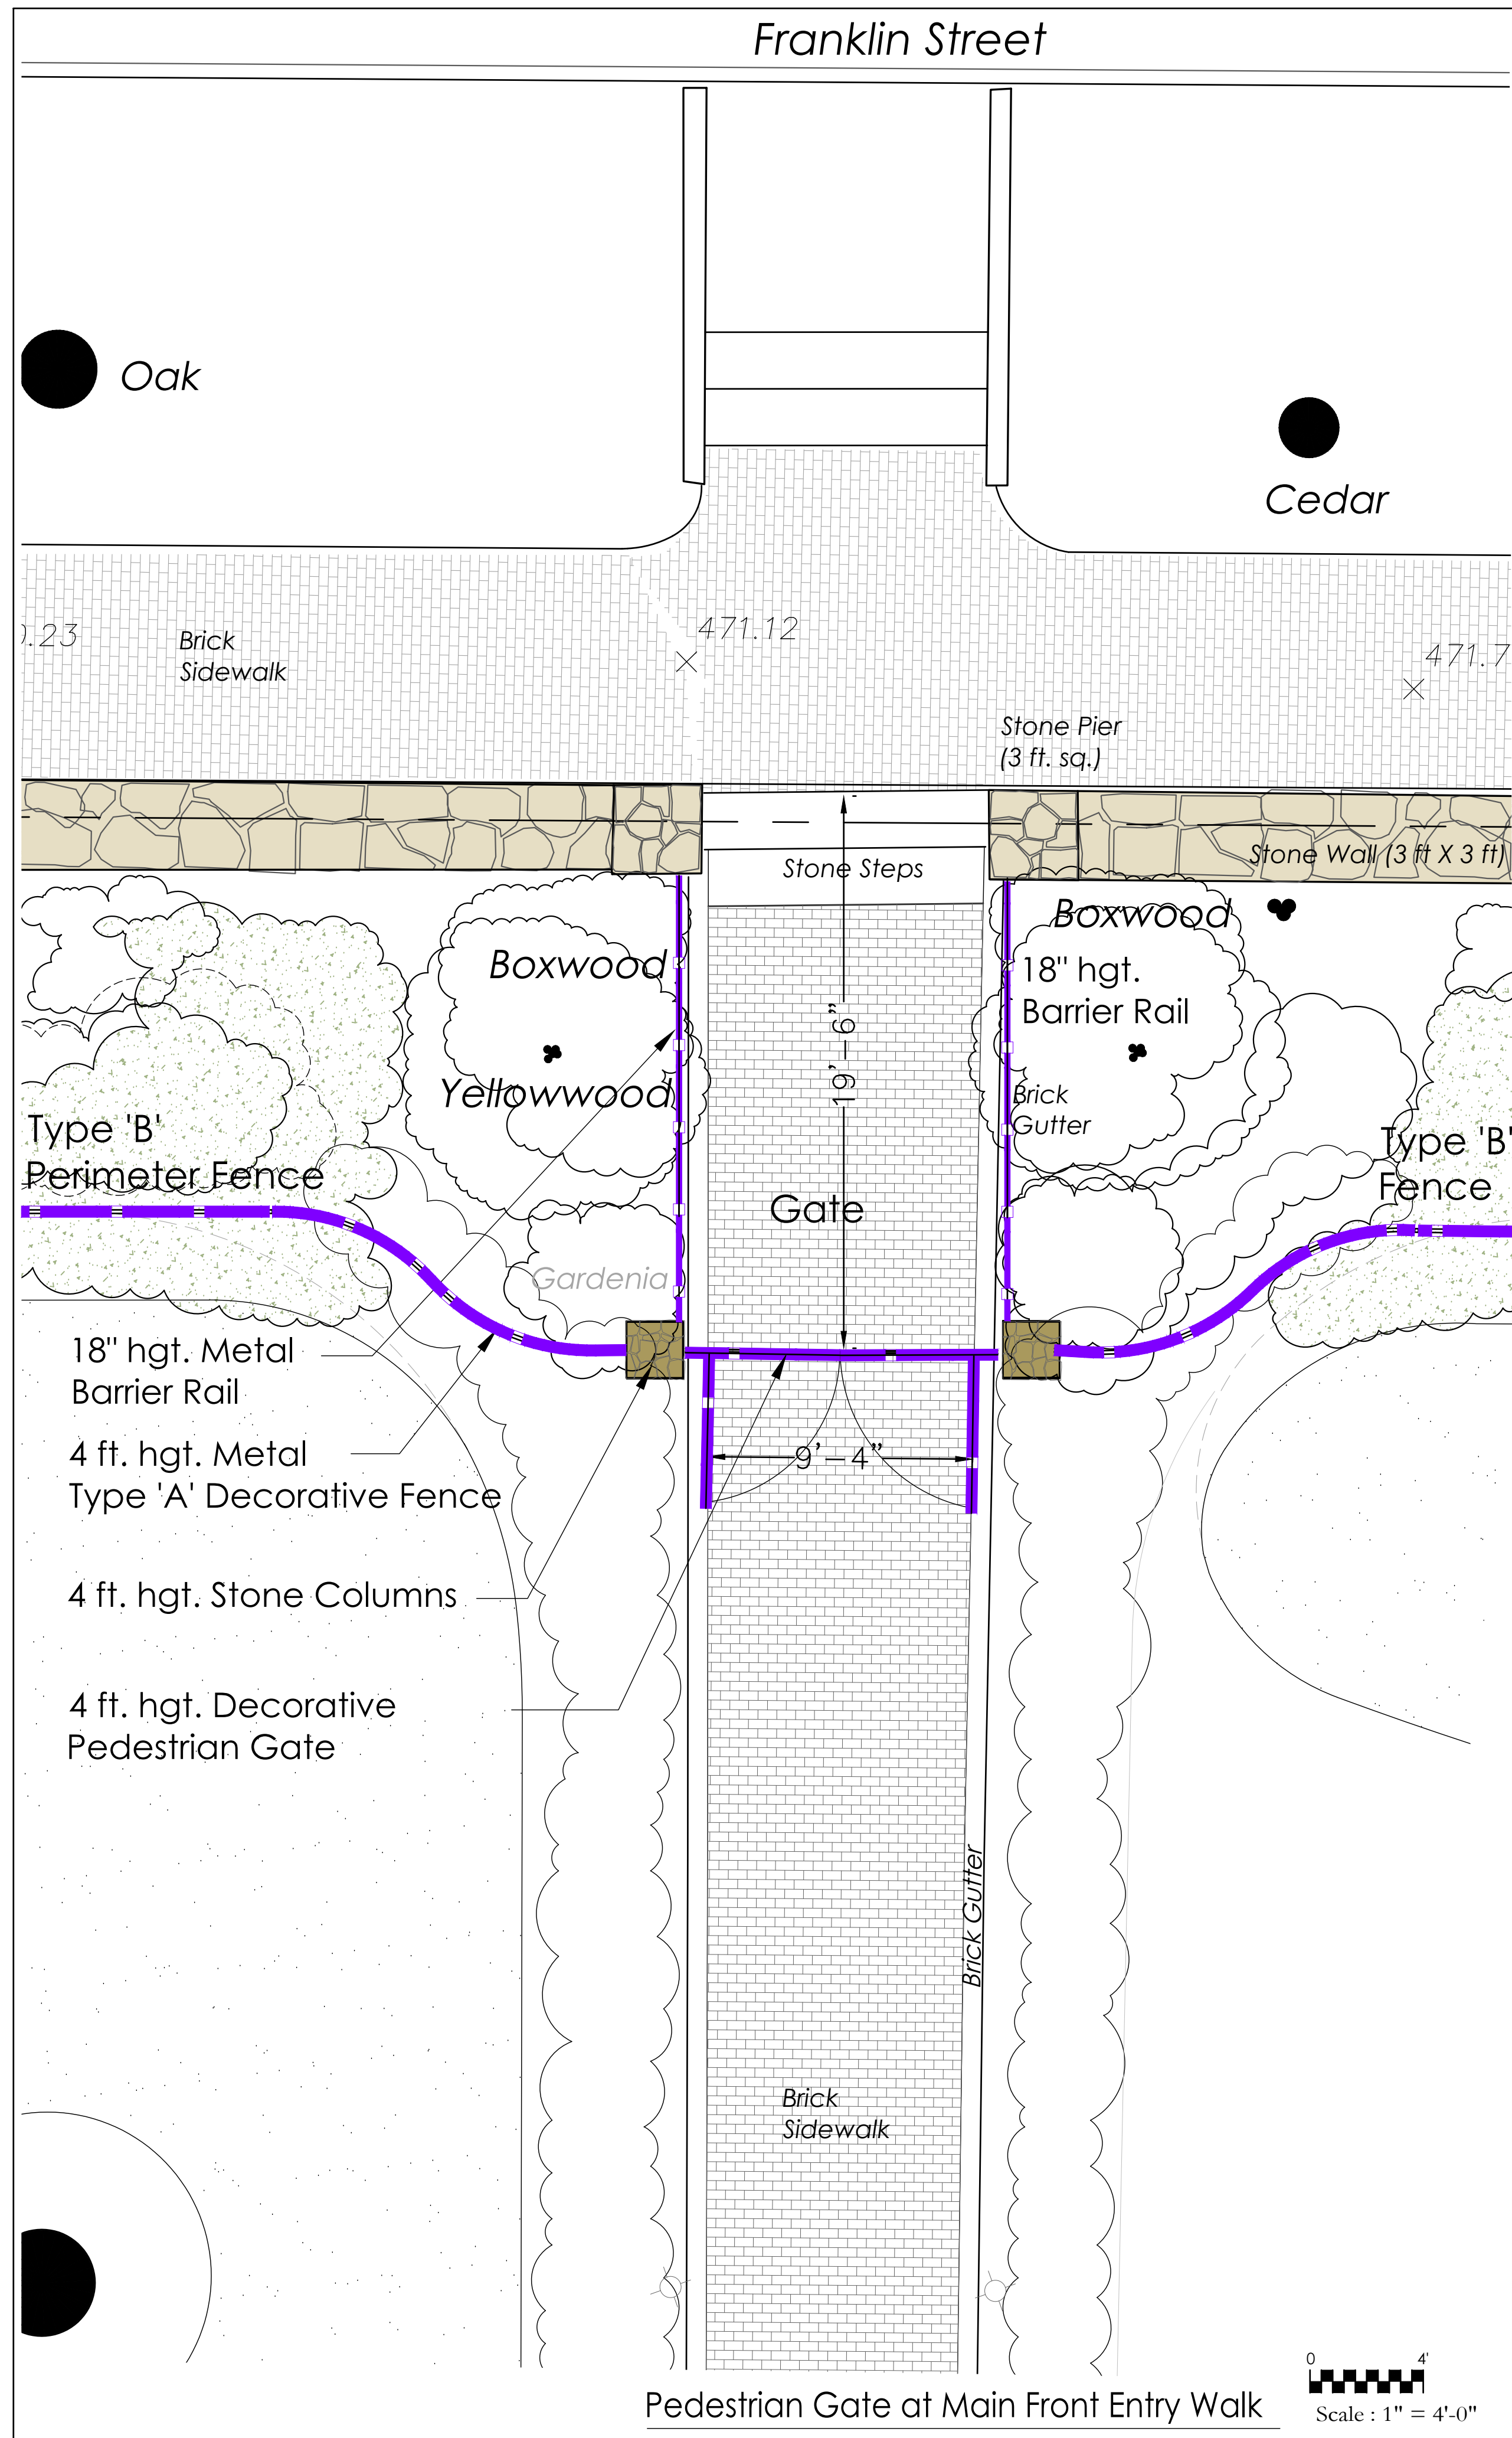 Franklin Street
Oak
Cedar
0.23
Brick
Sidewalk
471.12
471.7
Stone Pier
(3 ft. sq.)
Stone Steps
Stone Wall (3 ft X 3 ft)
Boxwood
Boxwood
18" hgt.
Barrier Rail
19' - 6"
Yellowwood
Brick
Gutter
Type 'B'
Perimeter Fence
Type 'B'
Fence
Gate
Gardenia
18" hgt. Metal
Barrier Rail
4 ft. hgt. Metal
Type 'A' Decorative Fence
9' - 4"
4 ft. hgt. Stone Columns
4 ft. hgt. Decorative
Pedestrian Gate
Brick Gutter
Brick
Sidewalk
0 4'
Pedestrian Gate at Main Front Entry Walk
Scale : 1" = 4'-0"